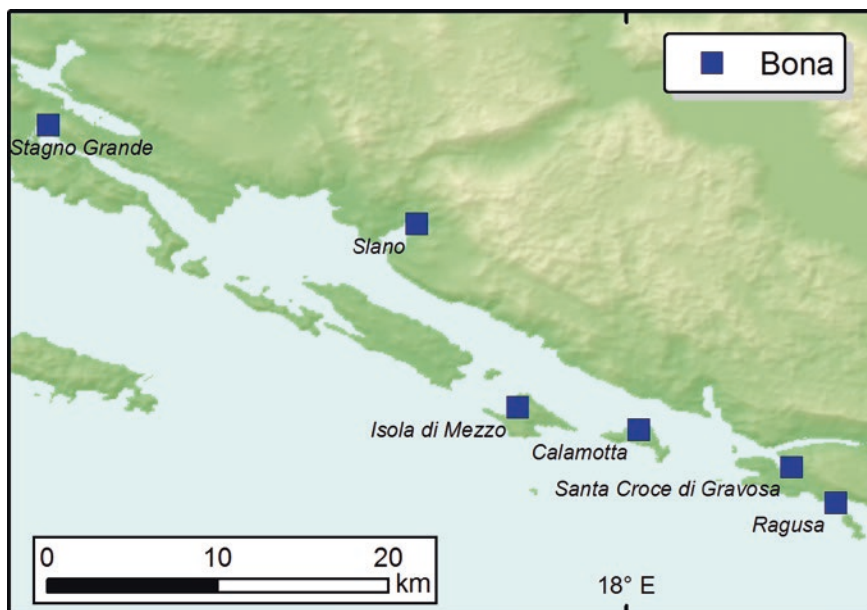 Bona
Stagno Grande
Slano
Isola di Mezzo
Calamotta
Santa Croce di Gravosa
Ragusa
0 10 20
km
18° E